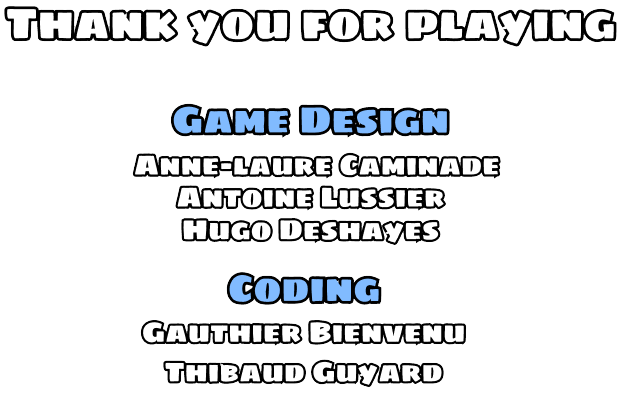 Thank you for playing
Game Design
Anne-laure Caminade
Antoine Lussier
Hugo Deshayes
Coding
Gauthier Bienvenu
Thibaud Guyard